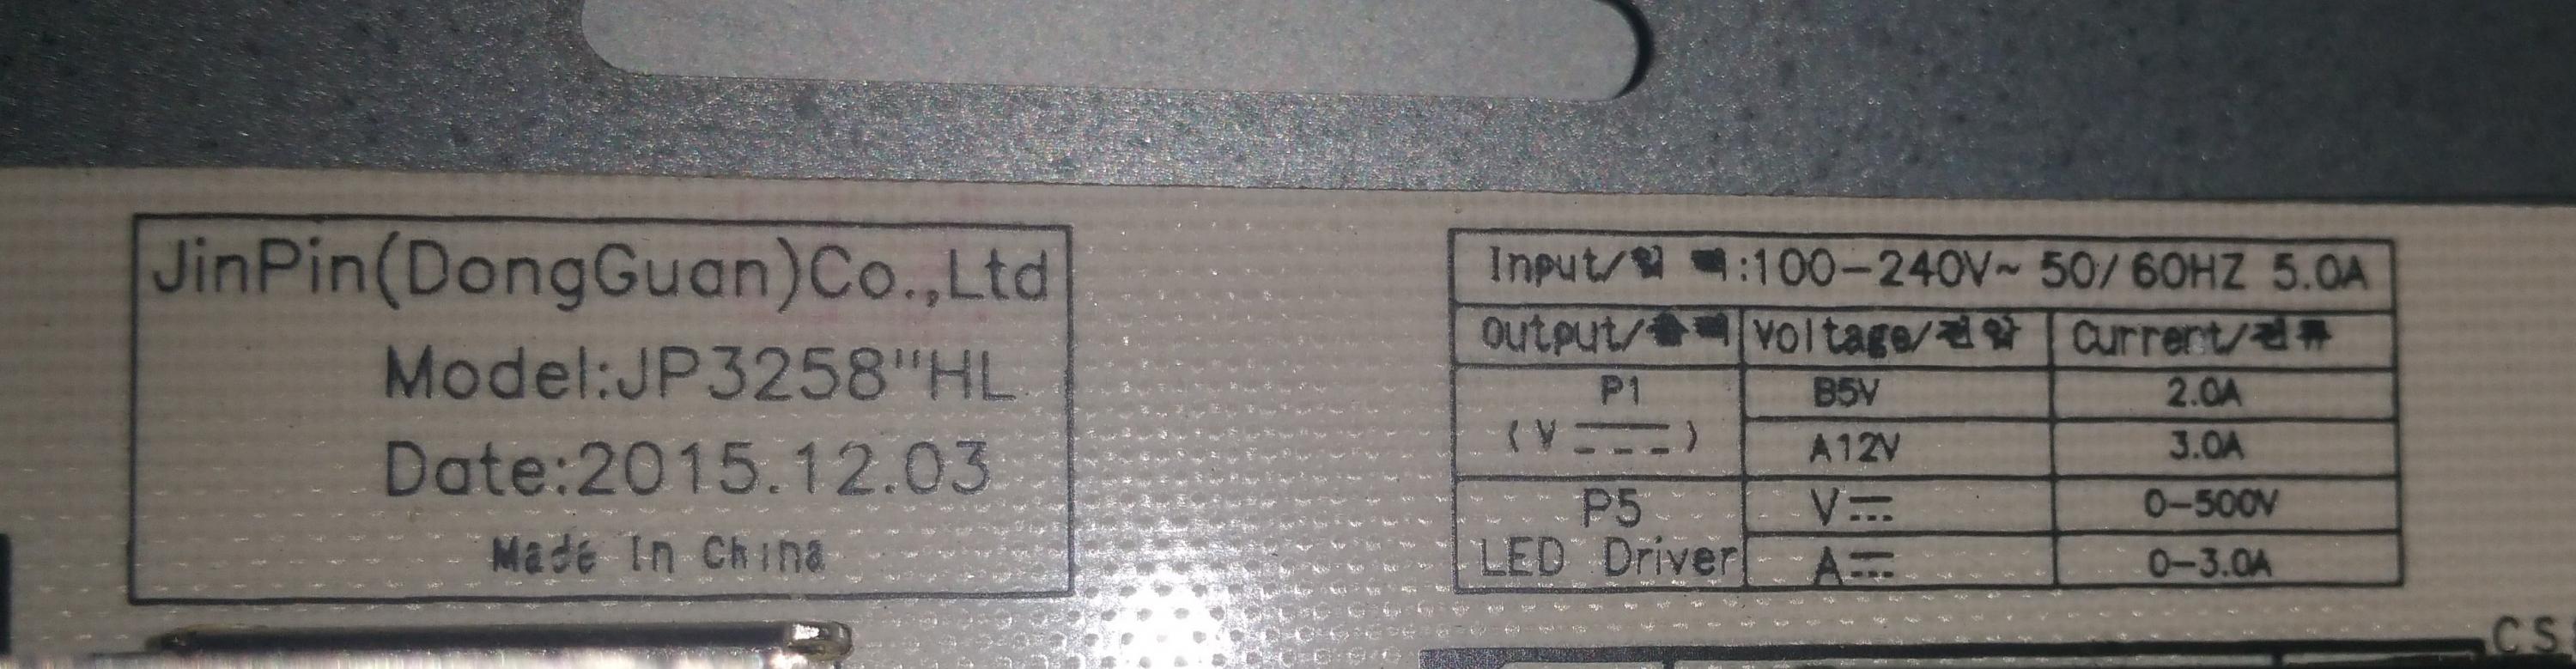 JinPin(DongGuan)Co.,Ltd
Model:JP3258"HL
Date:2015.12.03
Made In China
Input/입 력:100-240V~ 50/60HZ 5.0A
Output/출력 Voltage/전압 Current/전류
P1 B5V 2.0A
(V ⎓) A12V 3.0A
P5 V⎓ 0-500V
LED Driver A⎓ 0-3.0A